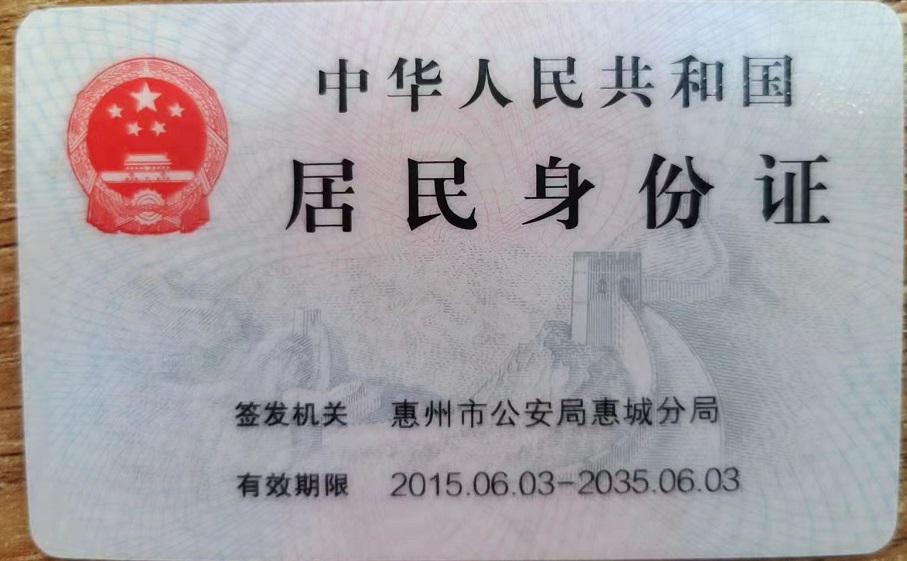 中华人民共和国
居民身份证
签发机关 惠州市公安局惠城分局
有效期限 2015.06.03-2035.06.03